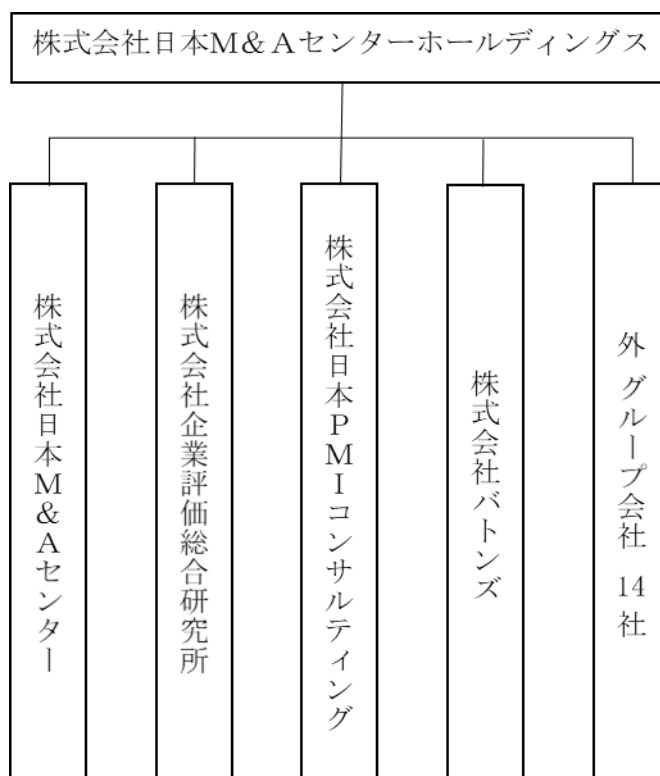 株式会社日本M&Aセンターホールディングス
株式会社日本M&Aセンター
株式会社企業評価総合研究所
株式会社日本PMIコンサルティング
株式会社バトンズ
外 グループ会社 14社